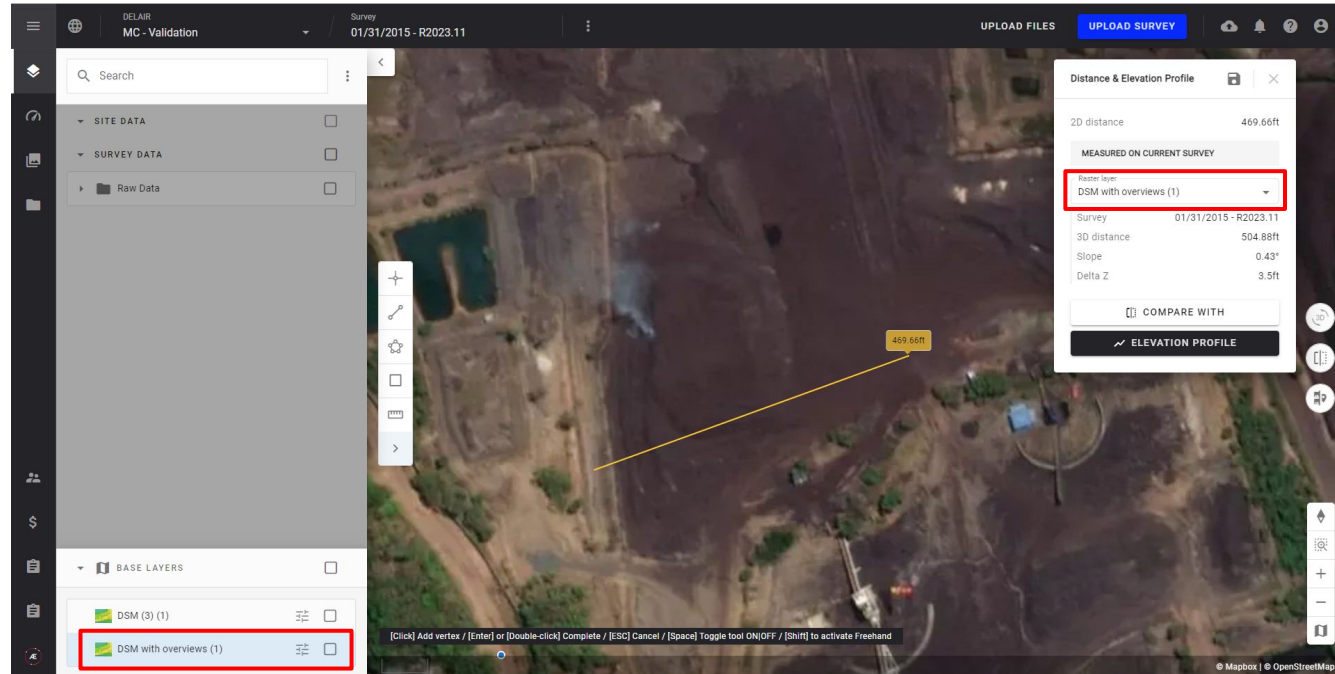 DELAIR
MC - Validation
Survey
01/31/2015 - R2023.11
UPLOAD FILES
UPLOAD SURVEY
Search
SITE DATA
SURVEY DATA
Raw Data
BASE LAYERS
DSM (3) (1)
DSM with overviews (1)
469.66ft
[Click] Add vertex / [Enter] or [Double-click] Complete / [ESC] Cancel / [Space] Toggle tool ON|OFF / [Shift] to activate Freehand
Distance & Elevation Profile
2D distance 469.66ft
MEASURED ON CURRENT SURVEY
Raster layer
DSM with overviews (1)
Survey 01/31/2015 - R2023.11
3D distance 504.88ft
Slope 0.43°
Delta Z 3.5ft
COMPARE WITH
ELEVATION PROFILE
3D
Æ
© Mapbox | © OpenStreetMap